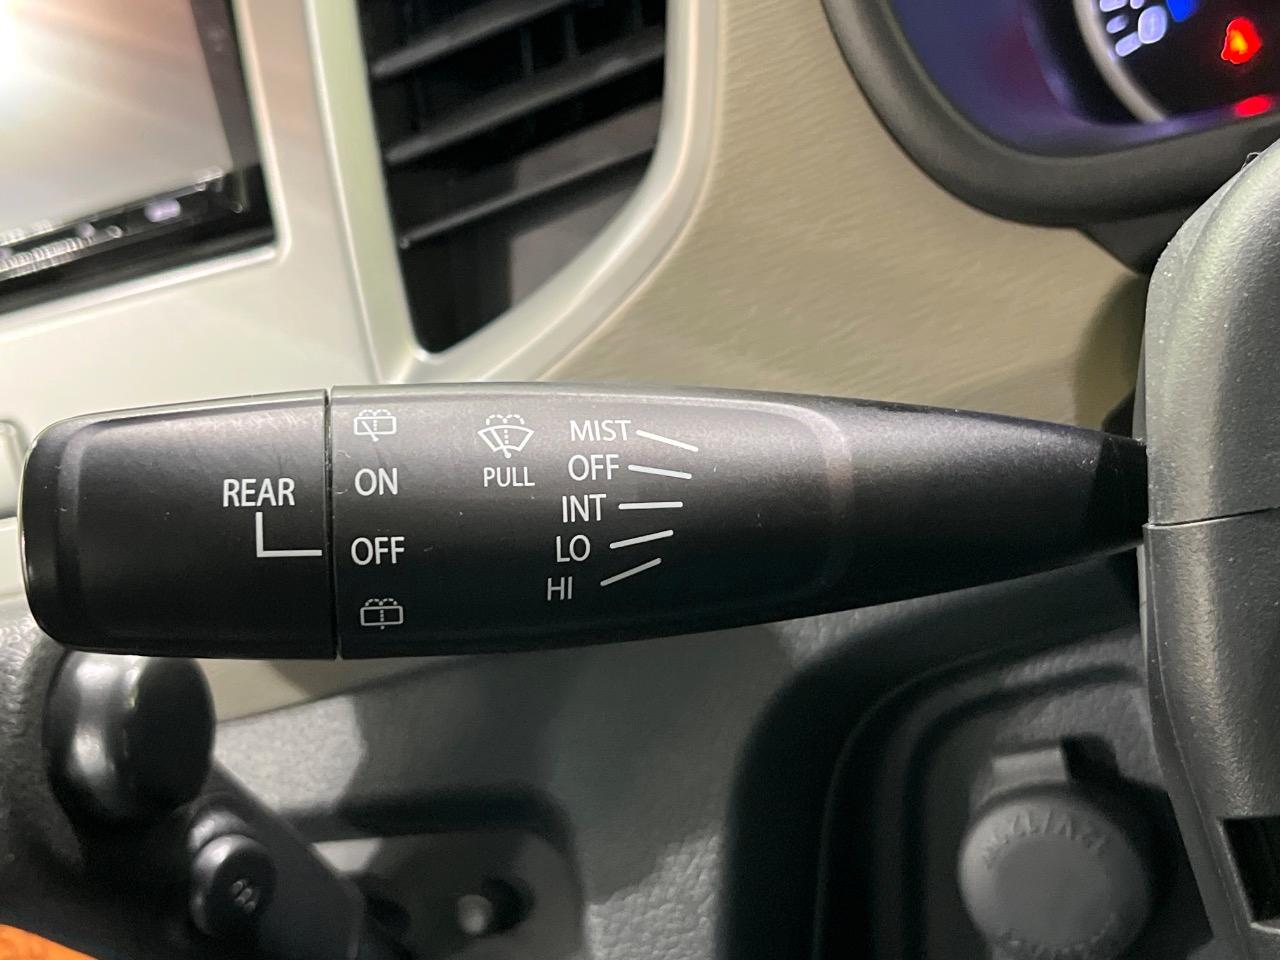 REAR
ON
OFF
PULL
MIST
OFF
INT
LO
HI